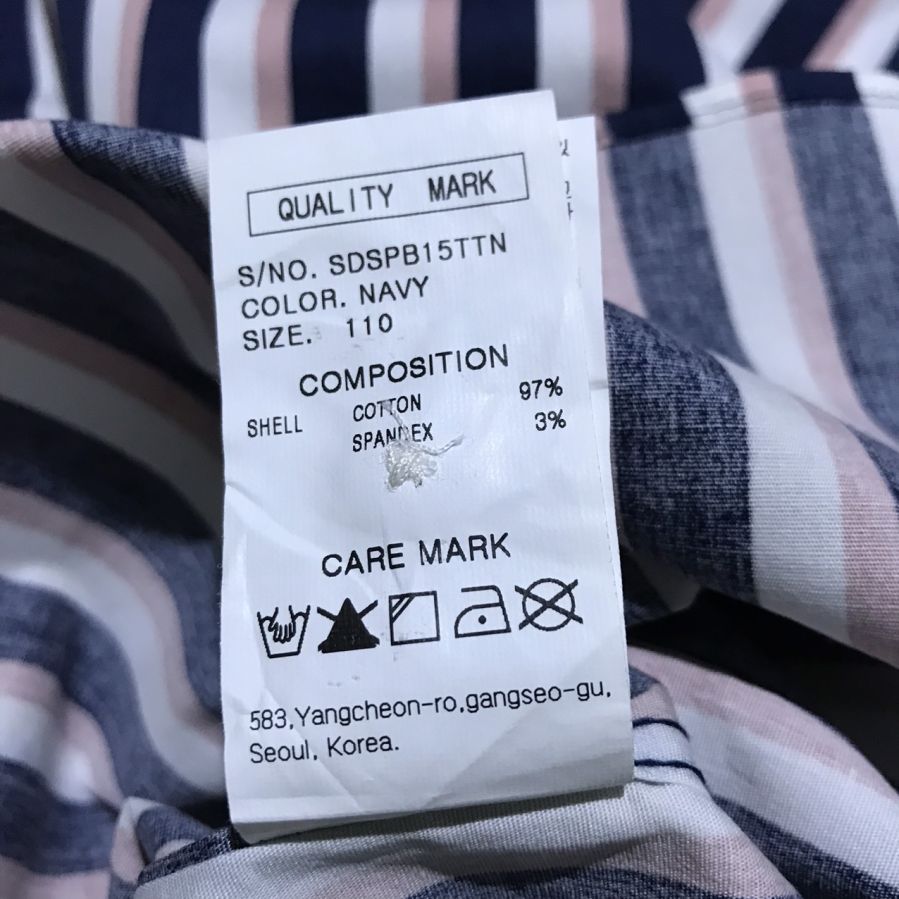 QUALITY MARK
S/NO. SDSPB15TTN
COLOR. NAVY
SIZE. 110
COMPOSITION
SHELL COTTON 97%
SPANDEX 3%
CARE MARK
583,Yangcheon-ro,gangseo-gu,
Seoul, Korea.